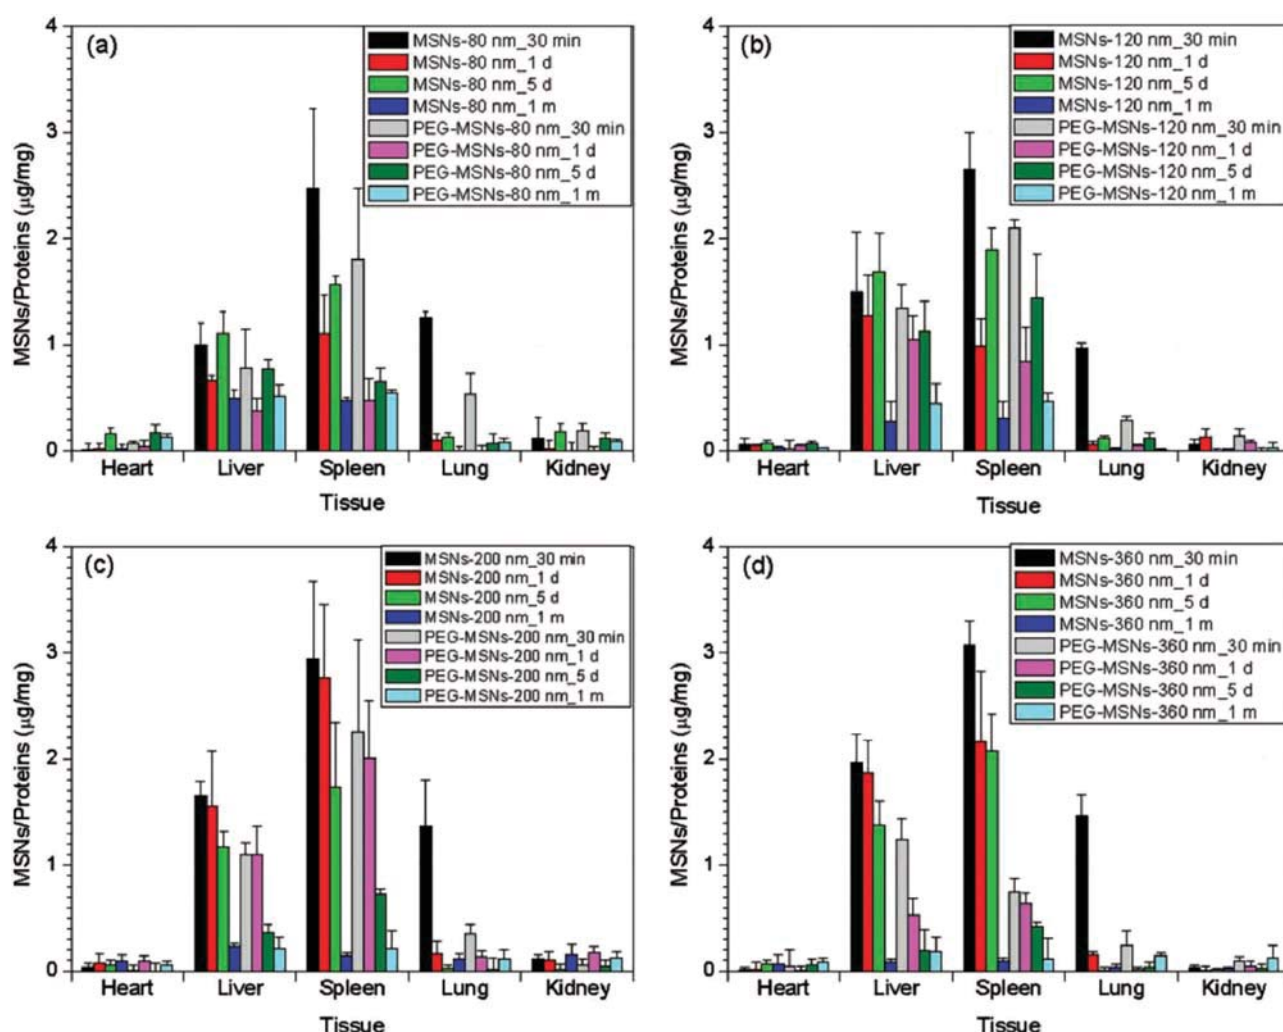 (a)
MSNs-80 nm_30 min
MSNs-80 nm_1 d
MSNs-80 nm_5 d
MSNs-80 nm_1 m
PEG-MSNs-80 nm_30 min
PEG-MSNs-80 nm_1 d
PEG-MSNs-80 nm_5 d
PEG-MSNs-80 nm_1 m
MSNs/Proteins (μg/mg)
4
3
2
1
0
Heart Liver Spleen Lung Kidney
Tissue
(b)
MSNs-120 nm_30 min
MSNs-120 nm_1 d
MSNs-120 nm_5 d
MSNs-120 nm_1 m
PEG-MSNs-120 nm_30 min
PEG-MSNs-120 nm_1 d
PEG-MSNs-120 nm_5 d
PEG-MSNs-120 nm_1 m
MSNs/Proteins (μg/mg)
4
3
2
1
0
Heart Liver Spleen Lung Kidney
Tissue
(c)
MSNs-200 nm_30 min
MSNs-200 nm_1 d
MSNs-200 nm_5 d
MSNs-200 nm_1 m
PEG-MSNs-200 nm_30 min
PEG-MSNs-200 nm_1 d
PEG-MSNs-200 nm_5 d
PEG-MSNs-200 nm_1 m
MSNs/Proteins (μg/mg)
4
3
2
1
0
Heart Liver Spleen Lung Kidney
Tissue
(d)
MSNs-360 nm_30 min
MSNs-360 nm_1 d
MSNs-360 nm_5 d
MSNs-360 nm_1 m
PEG-MSNs-360 nm_30 min
PEG-MSNs-360 nm_1 d
PEG-MSNs-360 nm_5 d
PEG-MSNs-360 nm_1 m
MSNs/Proteins (μg/mg)
4
3
2
1
0
Heart Liver Spleen Lung Kidney
Tissue